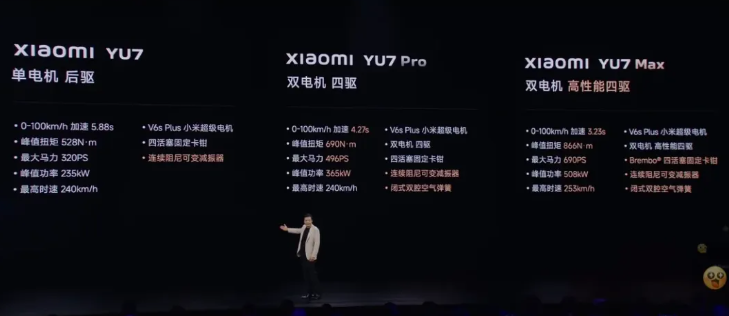 xiaomi YU7
单电机 后驱
• 0-100km/h 加速 5.88s
• 峰值扭矩 528N·m
• 最大马力 320PS
• 峰值功率 235kW
• 最高时速 240km/h
• V6s Plus 小米超级电机
• 四活塞固定卡钳
• 连续阻尼可变减振器
xiaomi YU7 Pro
双电机 四驱
• 0-100km/h 加速 4.27s
• 峰值扭矩 690N·m
• 最大马力 496PS
• 峰值功率 365kW
• 最高时速 240km/h
• V6s Plus 小米超级电机
• 双电机 四驱
• 四活塞固定卡钳
• 连续阻尼可变减振器
• 闭式双腔空气弹簧
xiaomi YU7 Max
双电机 高性能四驱
• 0-100km/h 加速 3.23s
• 峰值扭矩 866N·m
• 最大马力 690PS
• 峰值功率 508kW
• 最高时速 253km/h
• V6s Plus 小米超级电机
• 双电机 高性能四驱
• Brembo® 四活塞固定卡钳
• 连续阻尼可变减振器
• 闭式双腔空气弹簧